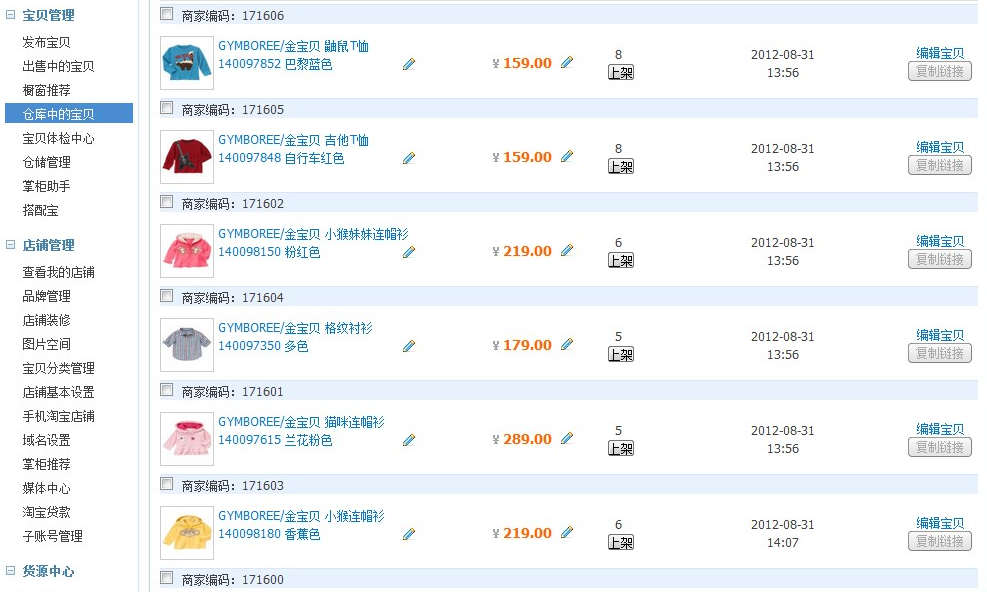 宝贝管理
发布宝贝
出售中的宝贝
橱窗推荐
仓库中的宝贝
宝贝体检中心
仓储管理
掌柜助手
搭配宝
店铺管理
查看我的店铺
品牌管理
店铺装修
图片空间
宝贝分类管理
店铺基本设置
手机淘宝店铺
域名设置
掌柜推荐
媒体中心
淘宝贷款
子账号管理
货源中心
商家编码：171606
GYMBOREE/金宝贝 鼬鼠T恤
140097852 巴黎蓝色
¥ 159.00
8
上架
2012-08-31
13:56
编辑宝贝
复制链接
商家编码：171605
GYMBOREE/金宝贝 吉他T恤
140097848 自行车红色
¥ 159.00
8
上架
2012-08-31
13:56
编辑宝贝
复制链接
商家编码：171602
GYMBOREE/金宝贝 小猴妹妹连帽衫
140098150 粉红色
¥ 219.00
6
上架
2012-08-31
13:56
编辑宝贝
复制链接
商家编码：171604
GYMBOREE/金宝贝 格纹衬衫
140097350 多色
¥ 179.00
5
上架
2012-08-31
13:56
编辑宝贝
复制链接
商家编码：171601
GYMBOREE/金宝贝 猫咪连帽衫
140097615 兰花粉色
¥ 289.00
5
上架
2012-08-31
13:56
编辑宝贝
复制链接
商家编码：171603
GYMBOREE/金宝贝 小猴连帽衫
140098180 香蕉色
¥ 219.00
6
上架
2012-08-31
14:07
编辑宝贝
复制链接
商家编码：171600